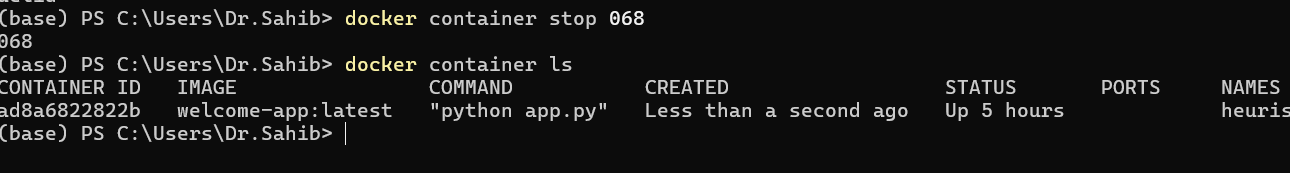 (base) PS C:\Users\Dr.Sahib> docker container stop 068
068
(base) PS C:\Users\Dr.Sahib> docker container ls
CONTAINER ID IMAGE COMMAND CREATED STATUS PORTS NAMES
ad8a6822822b welcome-app:latest "python app.py" Less than a second ago Up 5 hours heuris
(base) PS C:\Users\Dr.Sahib>